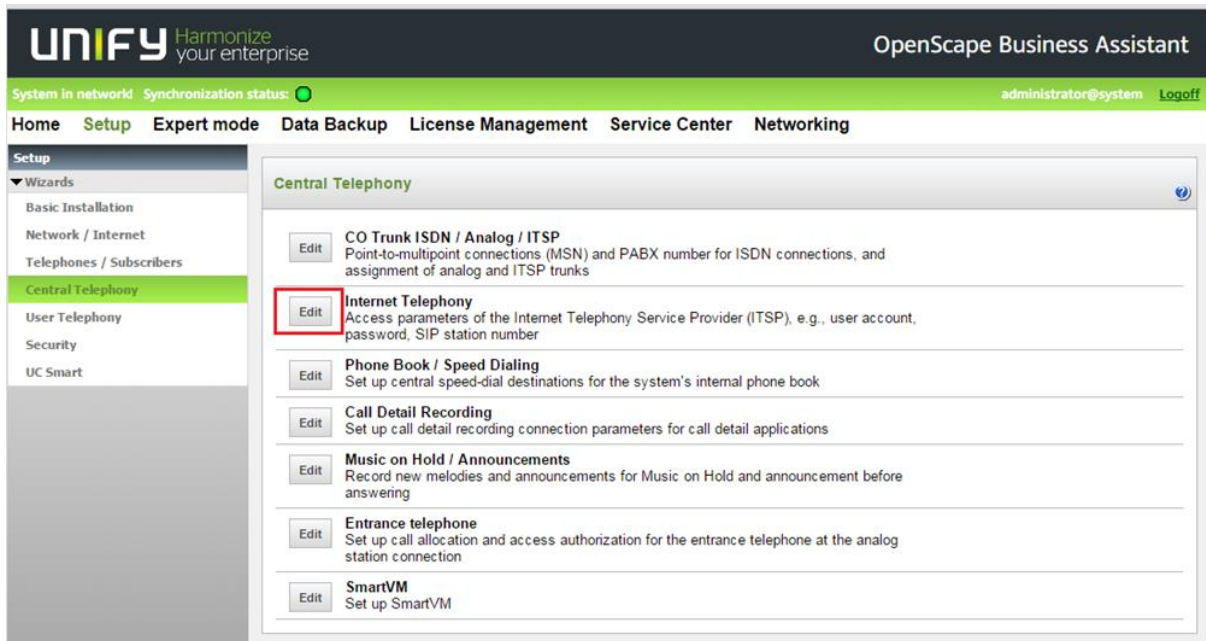 UNIFY Harmonize
your enterprise
OpenScape Business Assistant
System in network! Synchronization status:
administrator@system Logoff
Home Setup Expert mode Data Backup License Management Service Center Networking
Setup
Wizards
Basic Installation
Network / Internet
Telephones / Subscribers
Central Telephony
User Telephony
Security
UC Smart
Central Telephony
?
Edit
CO Trunk ISDN / Analog / ITSP
Point-to-multipoint connections (MSN) and PABX number for ISDN connections, and
assignment of analog and ITSP trunks
Edit
Internet Telephony
Access parameters of the Internet Telephony Service Provider (ITSP), e.g., user account,
password, SIP station number
Edit
Phone Book / Speed Dialing
Set up central speed-dial destinations for the system's internal phone book
Edit
Call Detail Recording
Set up call detail recording connection parameters for call detail applications
Edit
Music on Hold / Announcements
Record new melodies and announcements for Music on Hold and announcement before
answering
Edit
Entrance telephone
Set up call allocation and access authorization for the entrance telephone at the analog
station connection
Edit
SmartVM
Set up SmartVM